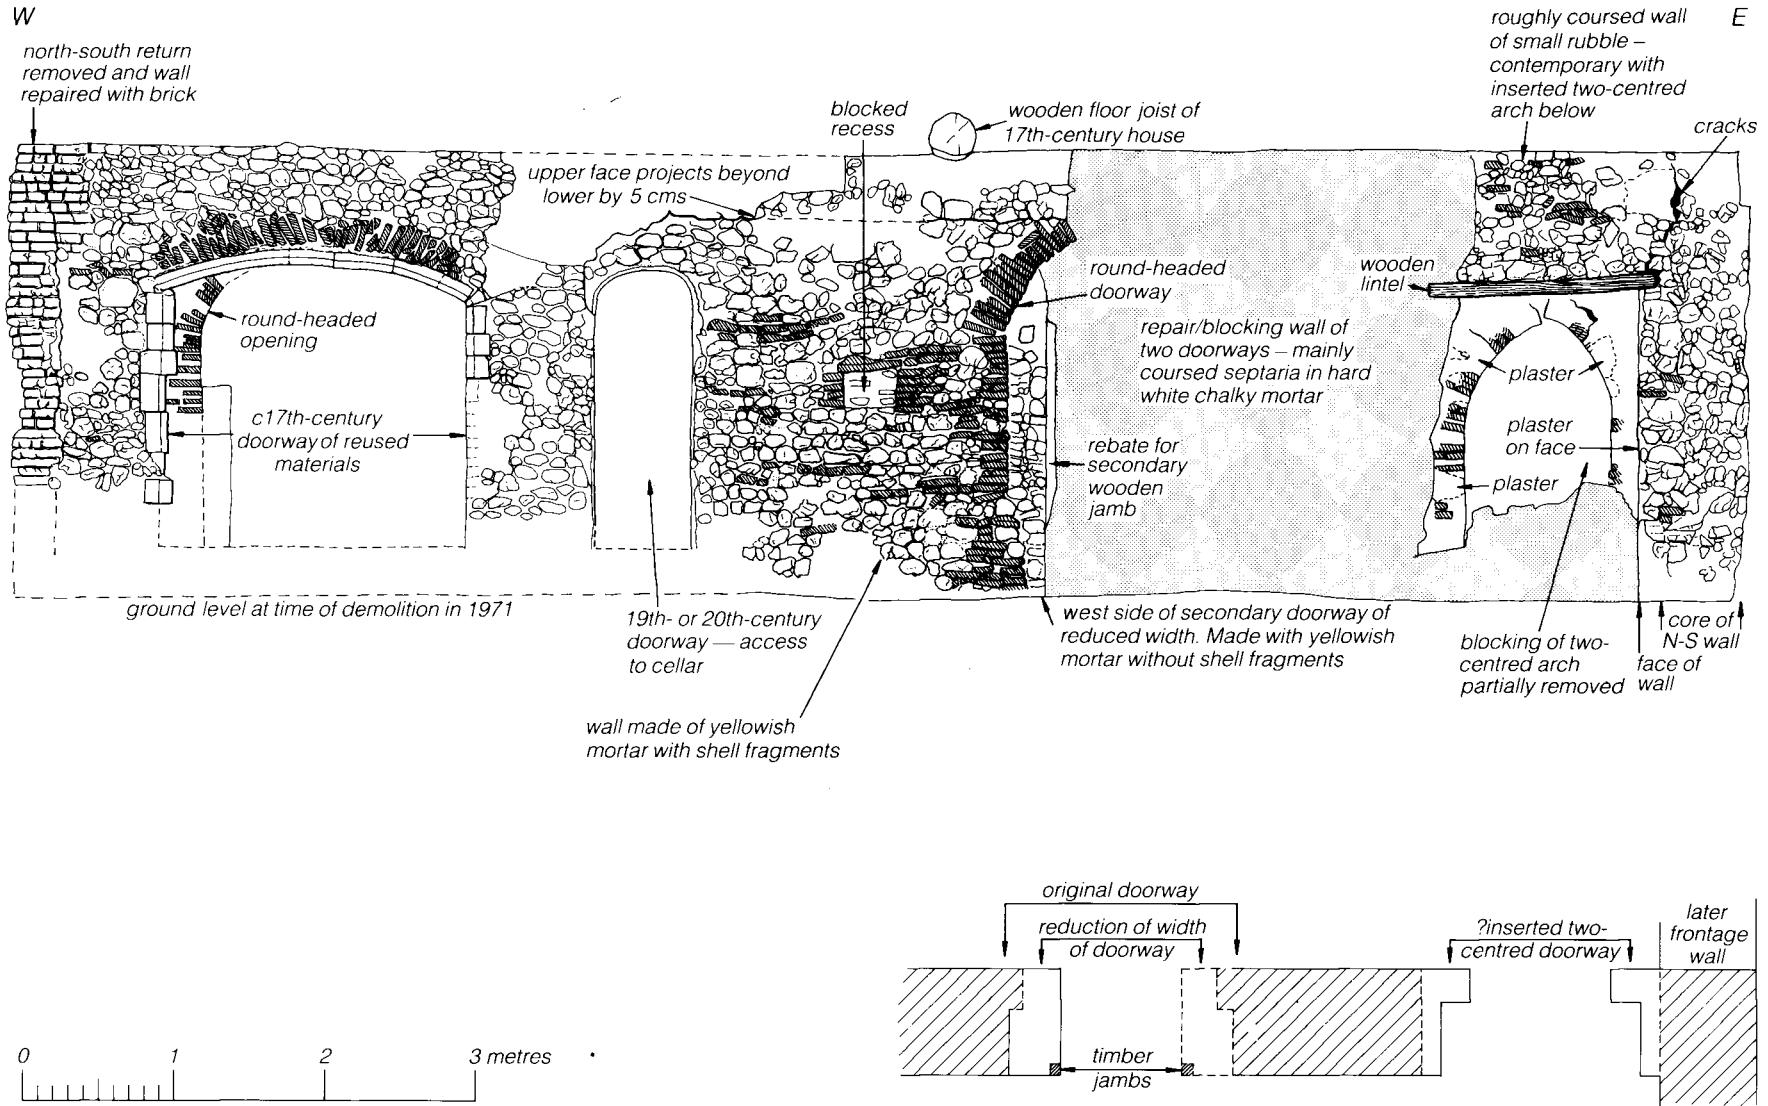 W
E
north-south return
removed and wall
repaired with brick
blocked
recess
wooden floor joist of
17th-century house
roughly coursed wall
of small rubble –
contemporary with
inserted two-centred
arch below
cracks
upper face projects beyond
lower by 5 cms
round-headed
opening
c17th-century
doorway of reused
materials
round-headed
doorway
wooden
lintel
repair/blocking wall of
two doorways – mainly
coursed septaria in hard
white chalky mortar
plaster
plaster
on face
plaster
rebate for
secondary
wooden
jamb
ground level at time of demolition in 1971
19th- or 20th-century
doorway — access
to cellar
west side of secondary doorway of
reduced width. Made with yellowish
mortar without shell fragments
blocking of two-
centred arch
partially removed
core of
N-S wall
face of
wall
wall made of yellowish
mortar with shell fragments
original doorway
reduction of width
of doorway
?inserted two-
centred doorway
later
frontage
wall
timber
jambs
0 1 2 3 metres